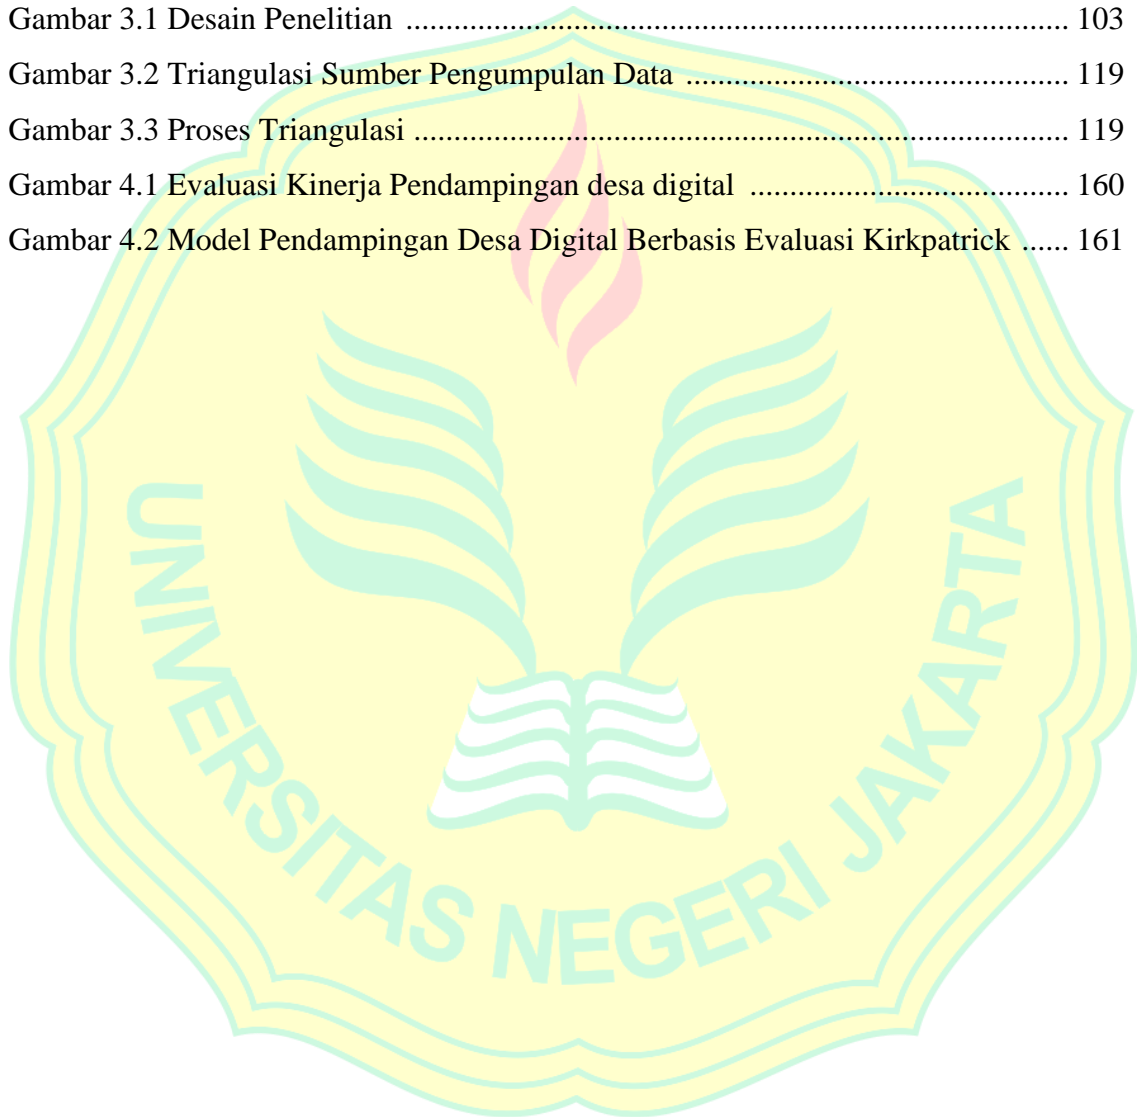 Gambar 3.1 Desain Penelitian ..................................................................................... 103
Gambar 3.2 Triangulasi Sumber Pengumpulan Data ................................................. 119
Gambar 3.3 Proses Triangulasi .................................................................................... 119
Gambar 4.1 Evaluasi Kinerja Pendampingan desa digital ......................................... 160
Gambar 4.2 Model Pendampingan Desa Digital Berbasis Evaluasi Kirkpatrick ...... 161
UNIVERSITAS NEGERI JAKARTA